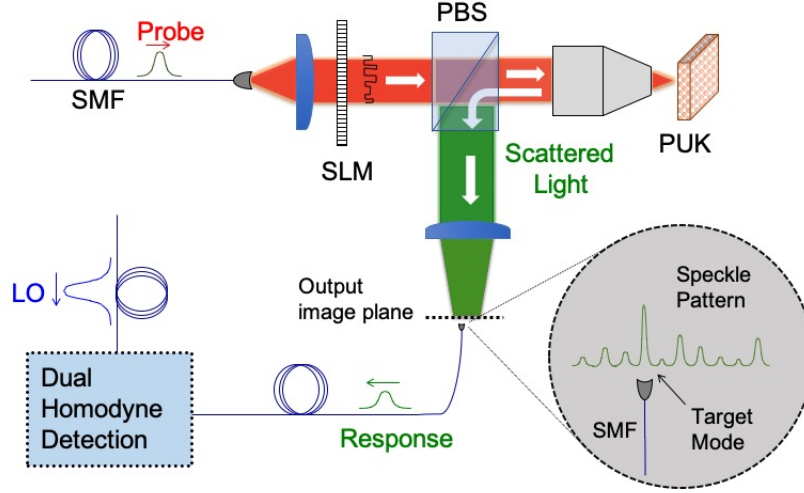 PBS
Probe
SMF
SLM
PUK
Scattered
Light
LO
Output
image plane
Speckle
Pattern
Dual
Homodyne
Detection
Response
SMF
Target
Mode